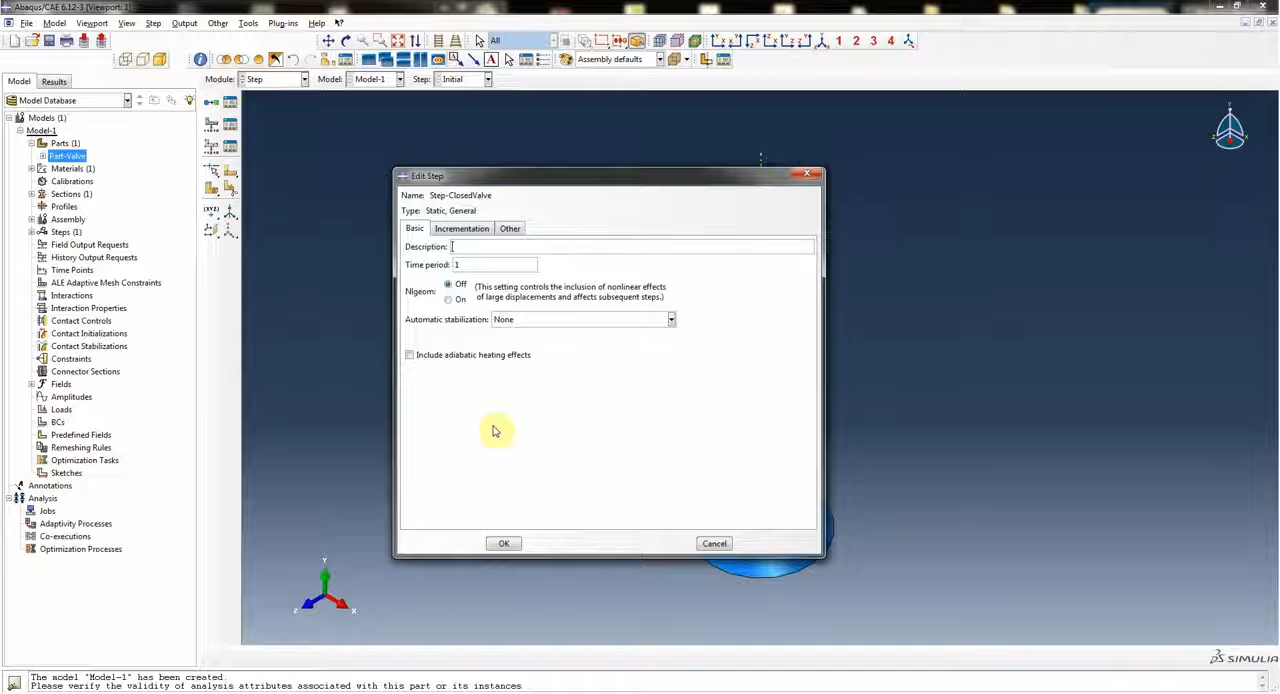 Abaqus/CAE 6.12-3 [Viewport: 1]
File Model Viewport View Step Output Other Tools Plug-ins Help
All
1 2 3 4
Assembly defaults
Model Results
Module: Step Model: Model-1 Step: Initial
Model Database
Models (1)
Model-1
Parts (1)
Part-Valve
Materials (1)
Calibrations
Sections (1)
Profiles
Assembly
Steps (1)
Field Output Requests
History Output Requests
Time Points
ALE Adaptive Mesh Constraints
Interactions
Interaction Properties
Contact Controls
Contact Initializations
Contact Stabilizations
Constraints
Connector Sections
Fields
Amplitudes
Loads
BCs
Predefined Fields
Remeshing Rules
Optimization Tasks
Sketches
Annotations
Analysis
Jobs
Adaptivity Processes
Co-executions
Optimization Processes
Edit Step
Name: Step-ClosedValve
Type: Static, General
Basic Incrementation Other
Description:
Time period: 1
Nlgeom: Off (This setting controls the inclusion of nonlinear effects
On of large displacements and affects subsequent steps.)
Automatic stabilization: None
Include adiabatic heating effects
OK Cancel
Y
Z X
SIMULIA
The model "Model-1" has been created.
Please verify the validity of analysis attributes associated with this part or its instances